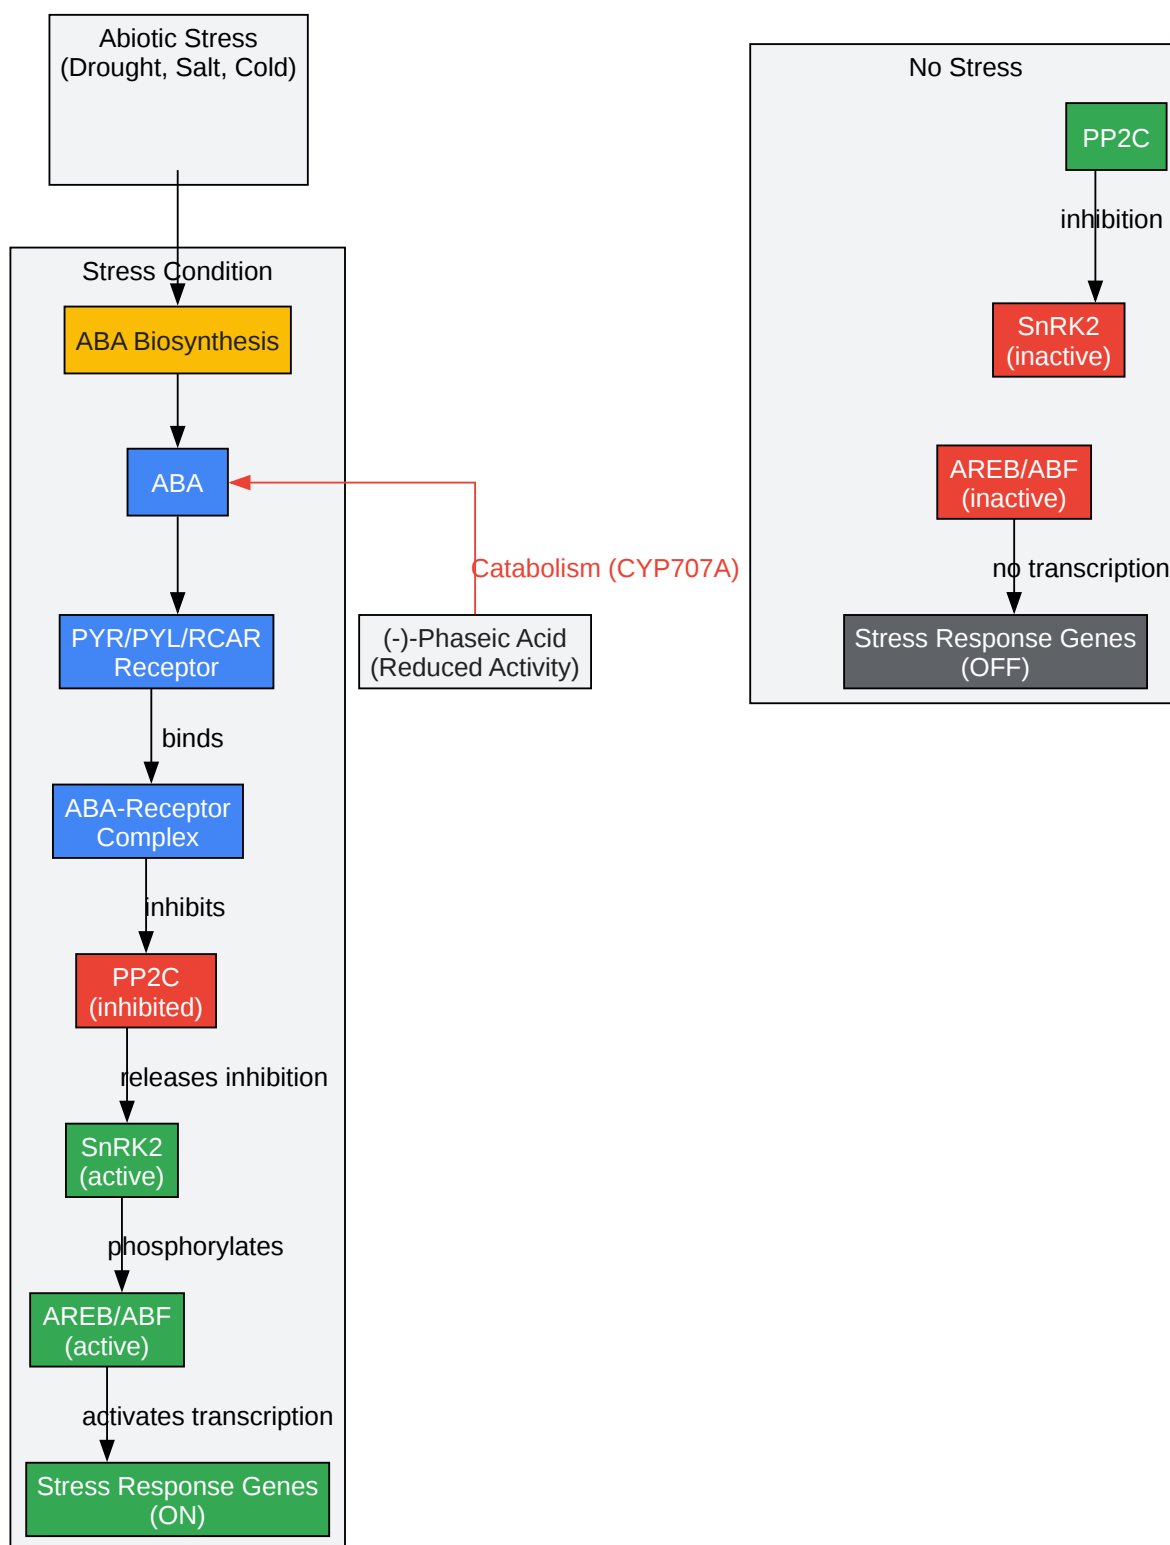 Abiotic Stress
(Drought, Salt, Cold)
Stress Condition
ABA Biosynthesis
ABA
Catabolism (CYP707A)
PYR/PYL/RCAR
Receptor
(-)-Phaseic Acid
(Reduced Activity)
binds
ABA-Receptor
Complex
inhibits
PP2C
(inhibited)
releases inhibition
SnRK2
(active)
phosphorylates
AREB/ABF
(active)
activates transcription
Stress Response Genes
(ON)
No Stress
PP2C
inhibition
SnRK2
(inactive)
AREB/ABF
(inactive)
no transcription
Stress Response Genes
(OFF)